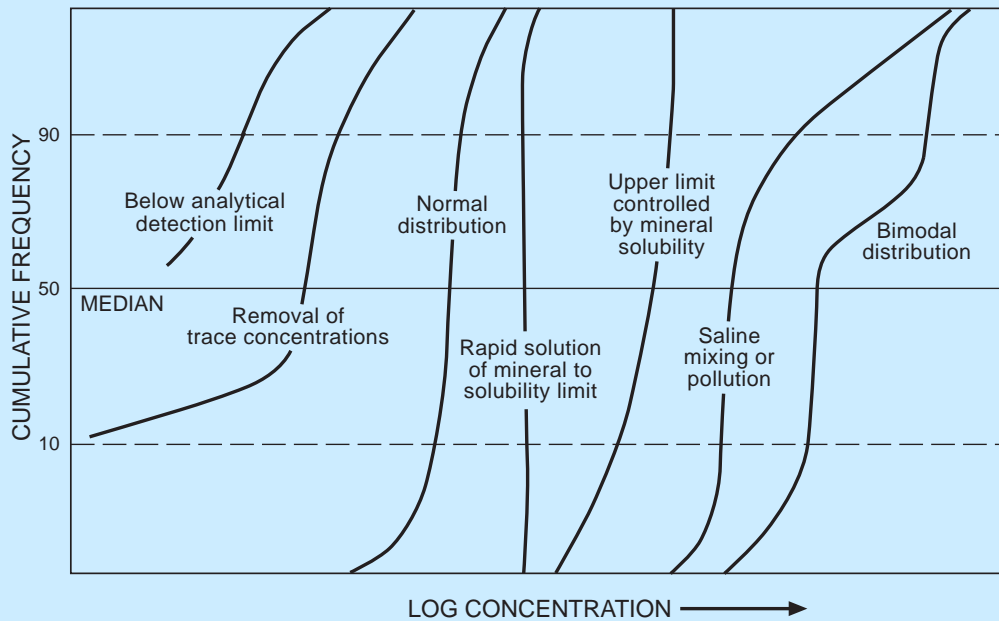 CUMULATIVE FREQUENCY
90
50
10
MEDIAN
Below analytical
detection limit
Removal of
trace concentrations
Normal
distribution
Rapid solution
of mineral to
solubility limit
Upper limit
controlled
by mineral
solubility
Saline
mixing or
pollution
Bimodal
distribution
LOG CONCENTRATION